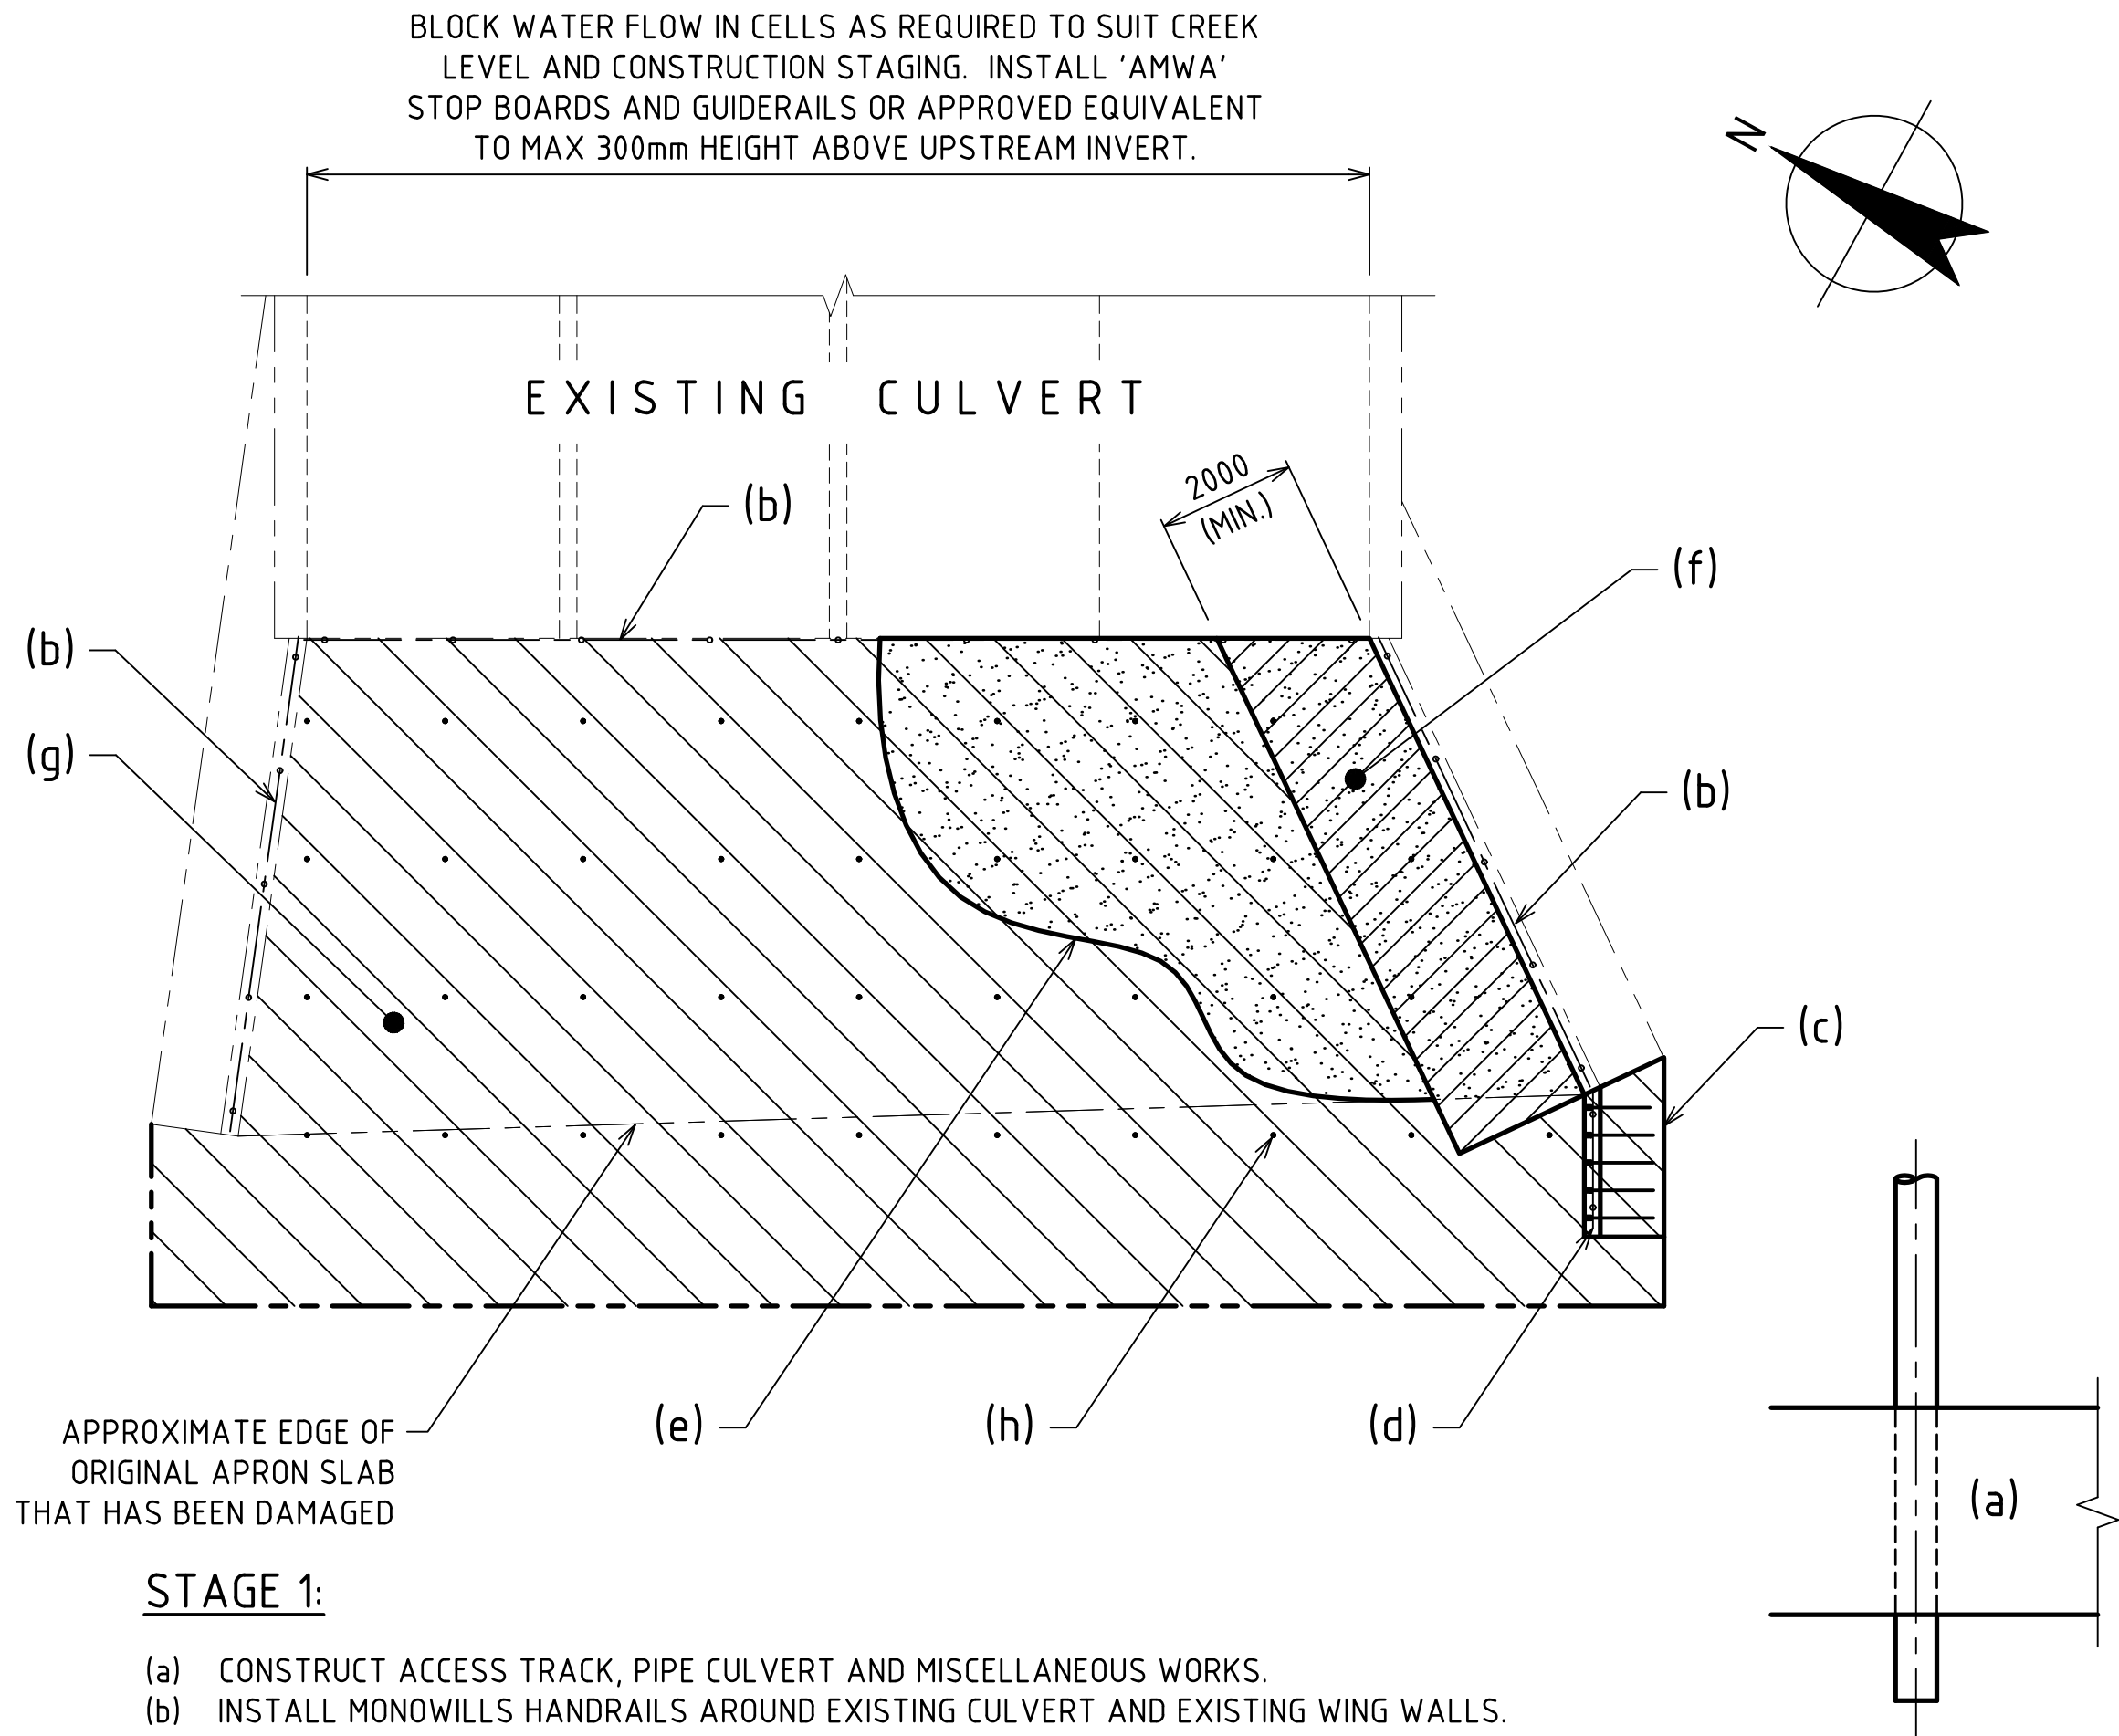 BLOCK WATER FLOW IN CELLS AS REQUIRED TO SUIT CREEK
LEVEL AND CONSTRUCTION STAGING. INSTALL 'AMWA'
STOP BOARDS AND GUIDERAILS OR APPROVED EQUIVALENT
TO MAX 300mm HEIGHT ABOVE UPSTREAM INVERT.
N
EXISTING CULVERT
2000
(MIN.)
(b)
(f)
(b)
(g)
(b)
(c)
(e)
(h)
(d)
APPROXIMATE EDGE OF
ORIGINAL APRON SLAB
THAT HAS BEEN DAMAGED
(a)
STAGE 1:
(a) CONSTRUCT ACCESS TRACK, PIPE CULVERT AND MISCELLANEOUS WORKS.
(b) INSTALL MONOWILLS HANDRAILS AROUND EXISTING CULVERT AND EXISTING WING WALLS.